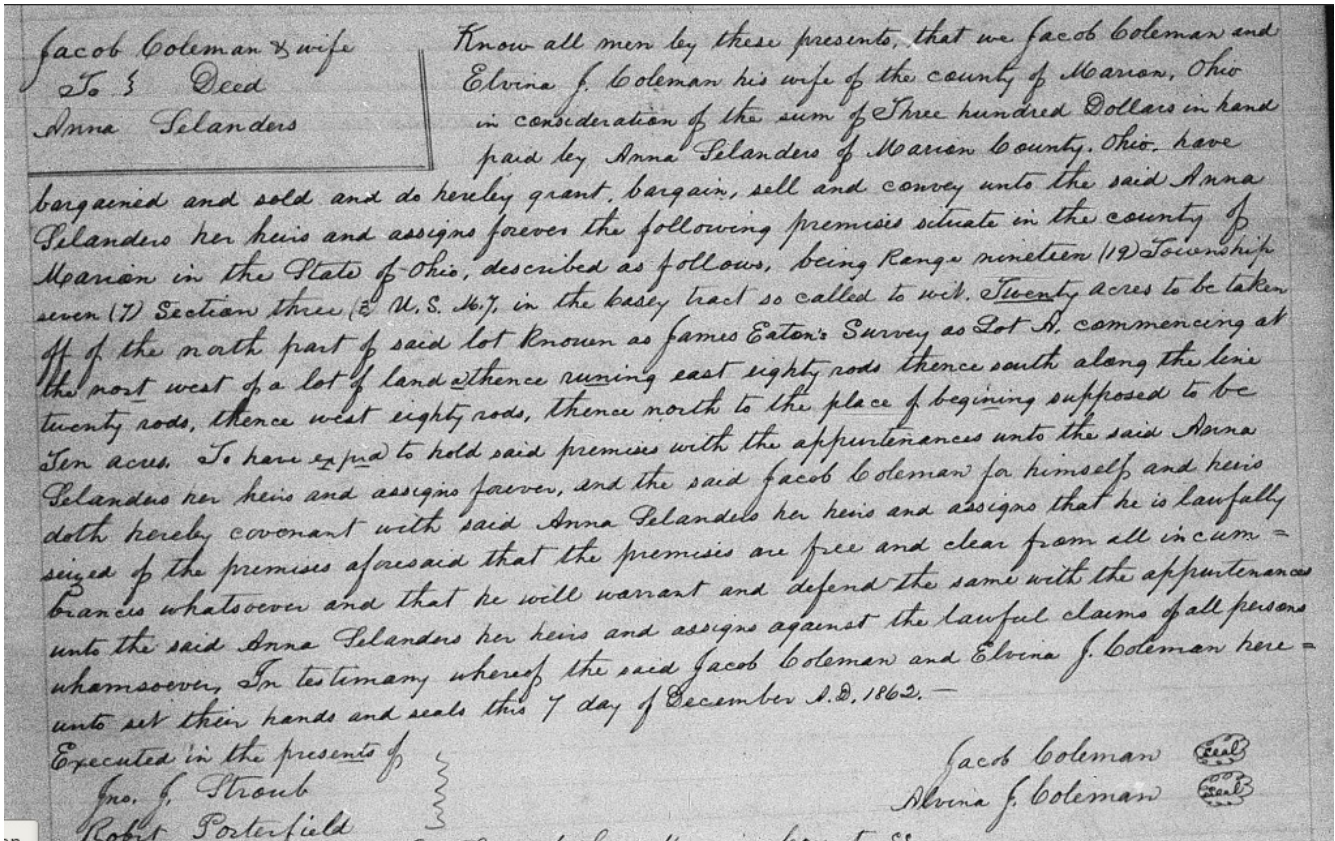 Jacob Coleman & wife
To } Deed
Anna Selanders
Know all men by these presents, that we Jacob Coleman and
Elvina J. Coleman his wife of the county of Marion, Ohio
in consideration of the sum of Three hundred Dollars in hand
paid by Anna Selanders of Marion County, Ohio, have
bargained and sold and do hereby grant, bargain, sell and convey unto the said Anna
Selanders her heirs and assigns forever the following premises situate in the county of
Marion in the State of Ohio, described as follows, being Range nineteen (19) Township
seven (7) Section three (3 U. S. M.), in the Casey tract so called to wit. Twenty acres to be taken
off of the north part of said lot known as James Eaton's Survey as Lot A. commencing at
the nort west of a lot of land thence runing east eighty rods thence south along the line
twenty rods, thence west eighty rods, thence north to the place of begining supposed to be
Ten acres. To have to hold said premises with the appurtenances unto the said Anna
Selanders her heirs and assigns forever, and the said Jacob Coleman for himself and heirs
doth hereby covenant with said Anna Selanders her heirs and assigns that he is lawfully
seized of the premises aforesaid that the premises are free and clear from all incum=
brances whatsoever and that he will warrant and defend the same with the appurtenances
unto the said Anna Selanders her heirs and assigns against the lawful claims of all persons
whamsoever, In testimany whereof the said Jacob Coleman and Elvina J. Coleman here=
unto set their hands and seals this 7 day of December A.D, 1862. —
Executed in the presents of
Jno. J. Stroub
Robt Porterfield
Jacob Coleman seal
Alvina J. Coleman seal